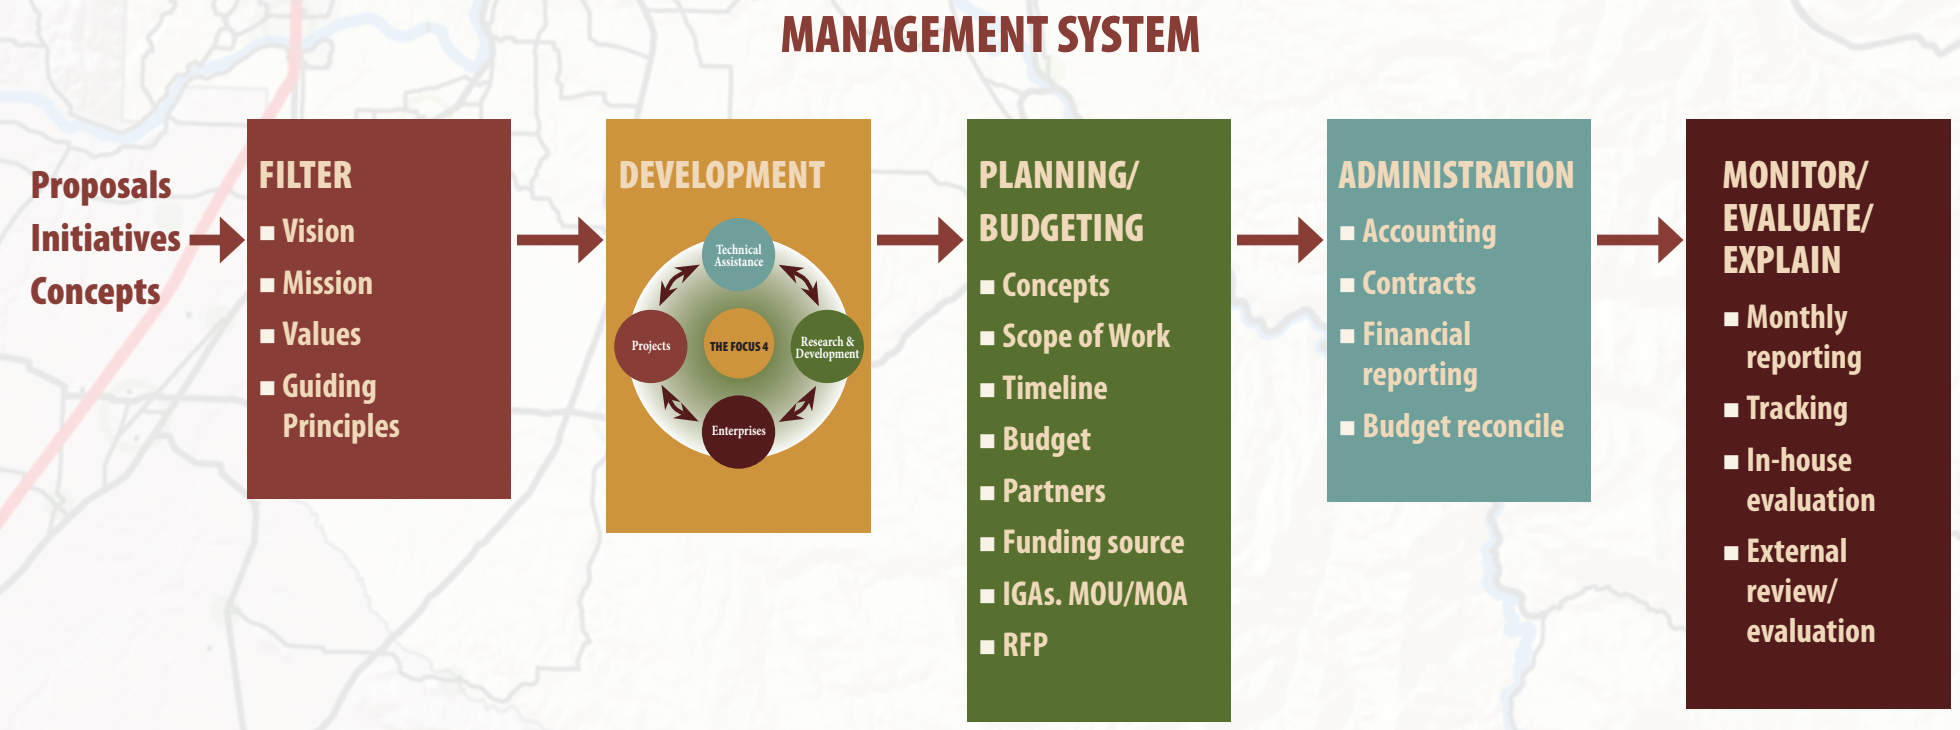 MANAGEMENT SYSTEM
Proposals
Initiatives
Concepts
FILTER
Vision
Mission
Values
Guiding
Principles
DEVELOPMENT
Technical
Assistance
Projects
THE FOCUS 4
Research &
Development
Enterprises
PLANNING/
BUDGETING
Concepts
Scope of Work
Timeline
Budget
Partners
Funding source
IGAs. MOU/MOA
RFP
ADMINISTRATION
Accounting
Contracts
Financial
reporting
Budget reconcile
MONITOR/
EVALUATE/
EXPLAIN
Monthly
reporting
Tracking
In-house
evaluation
External
review/
evaluation